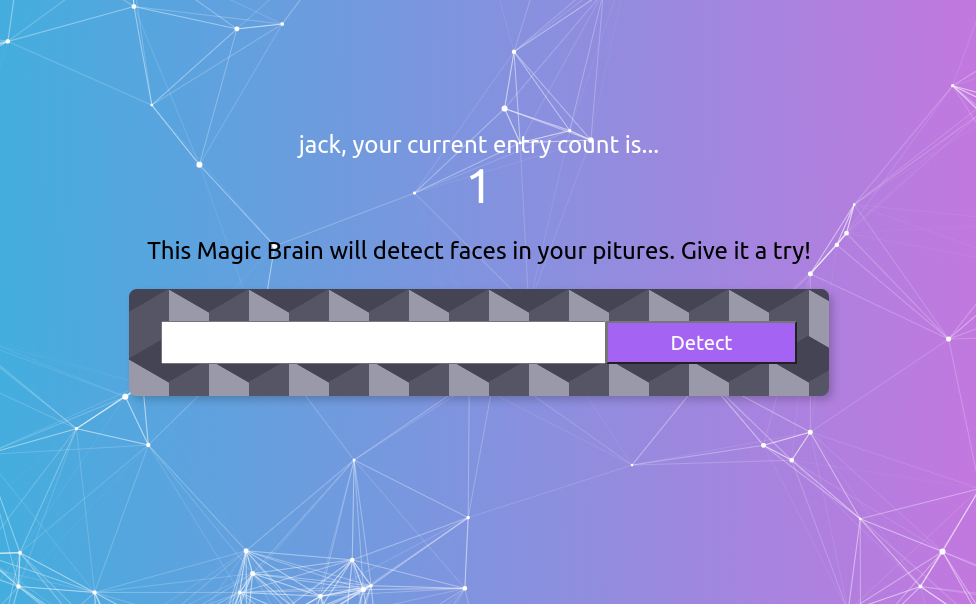 jack, your current entry count is...
1
This Magic Brain will detect faces in your pitures. Give it a try!
Detect